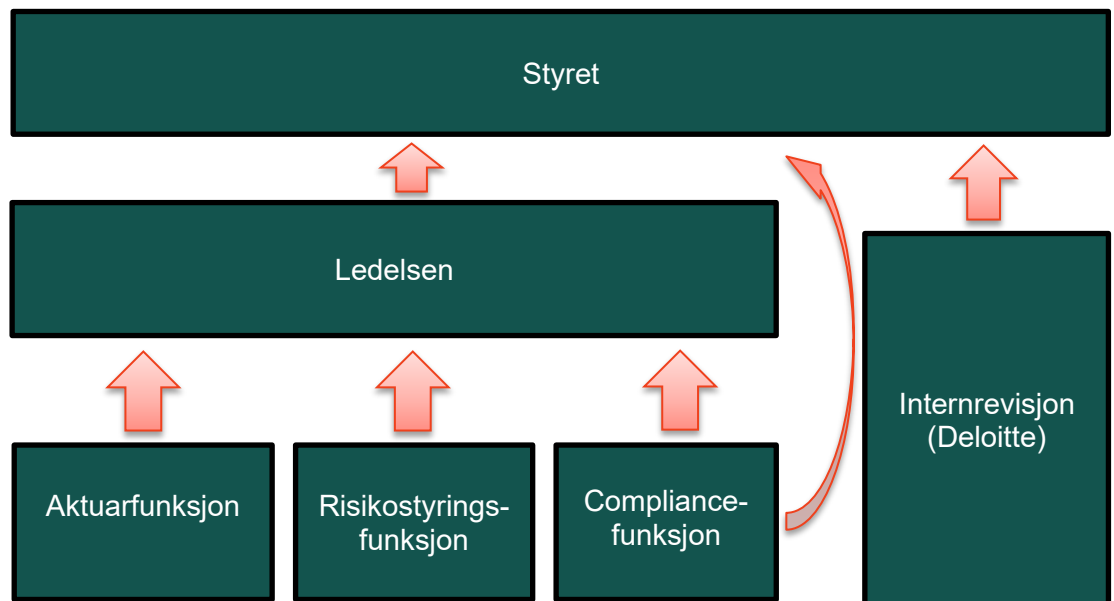 Styret
Ledelsen
Internrevisjon
(Deloitte)
Aktuarfunksjon
Risikostyrings-
funksjon
Compliance-
funksjon